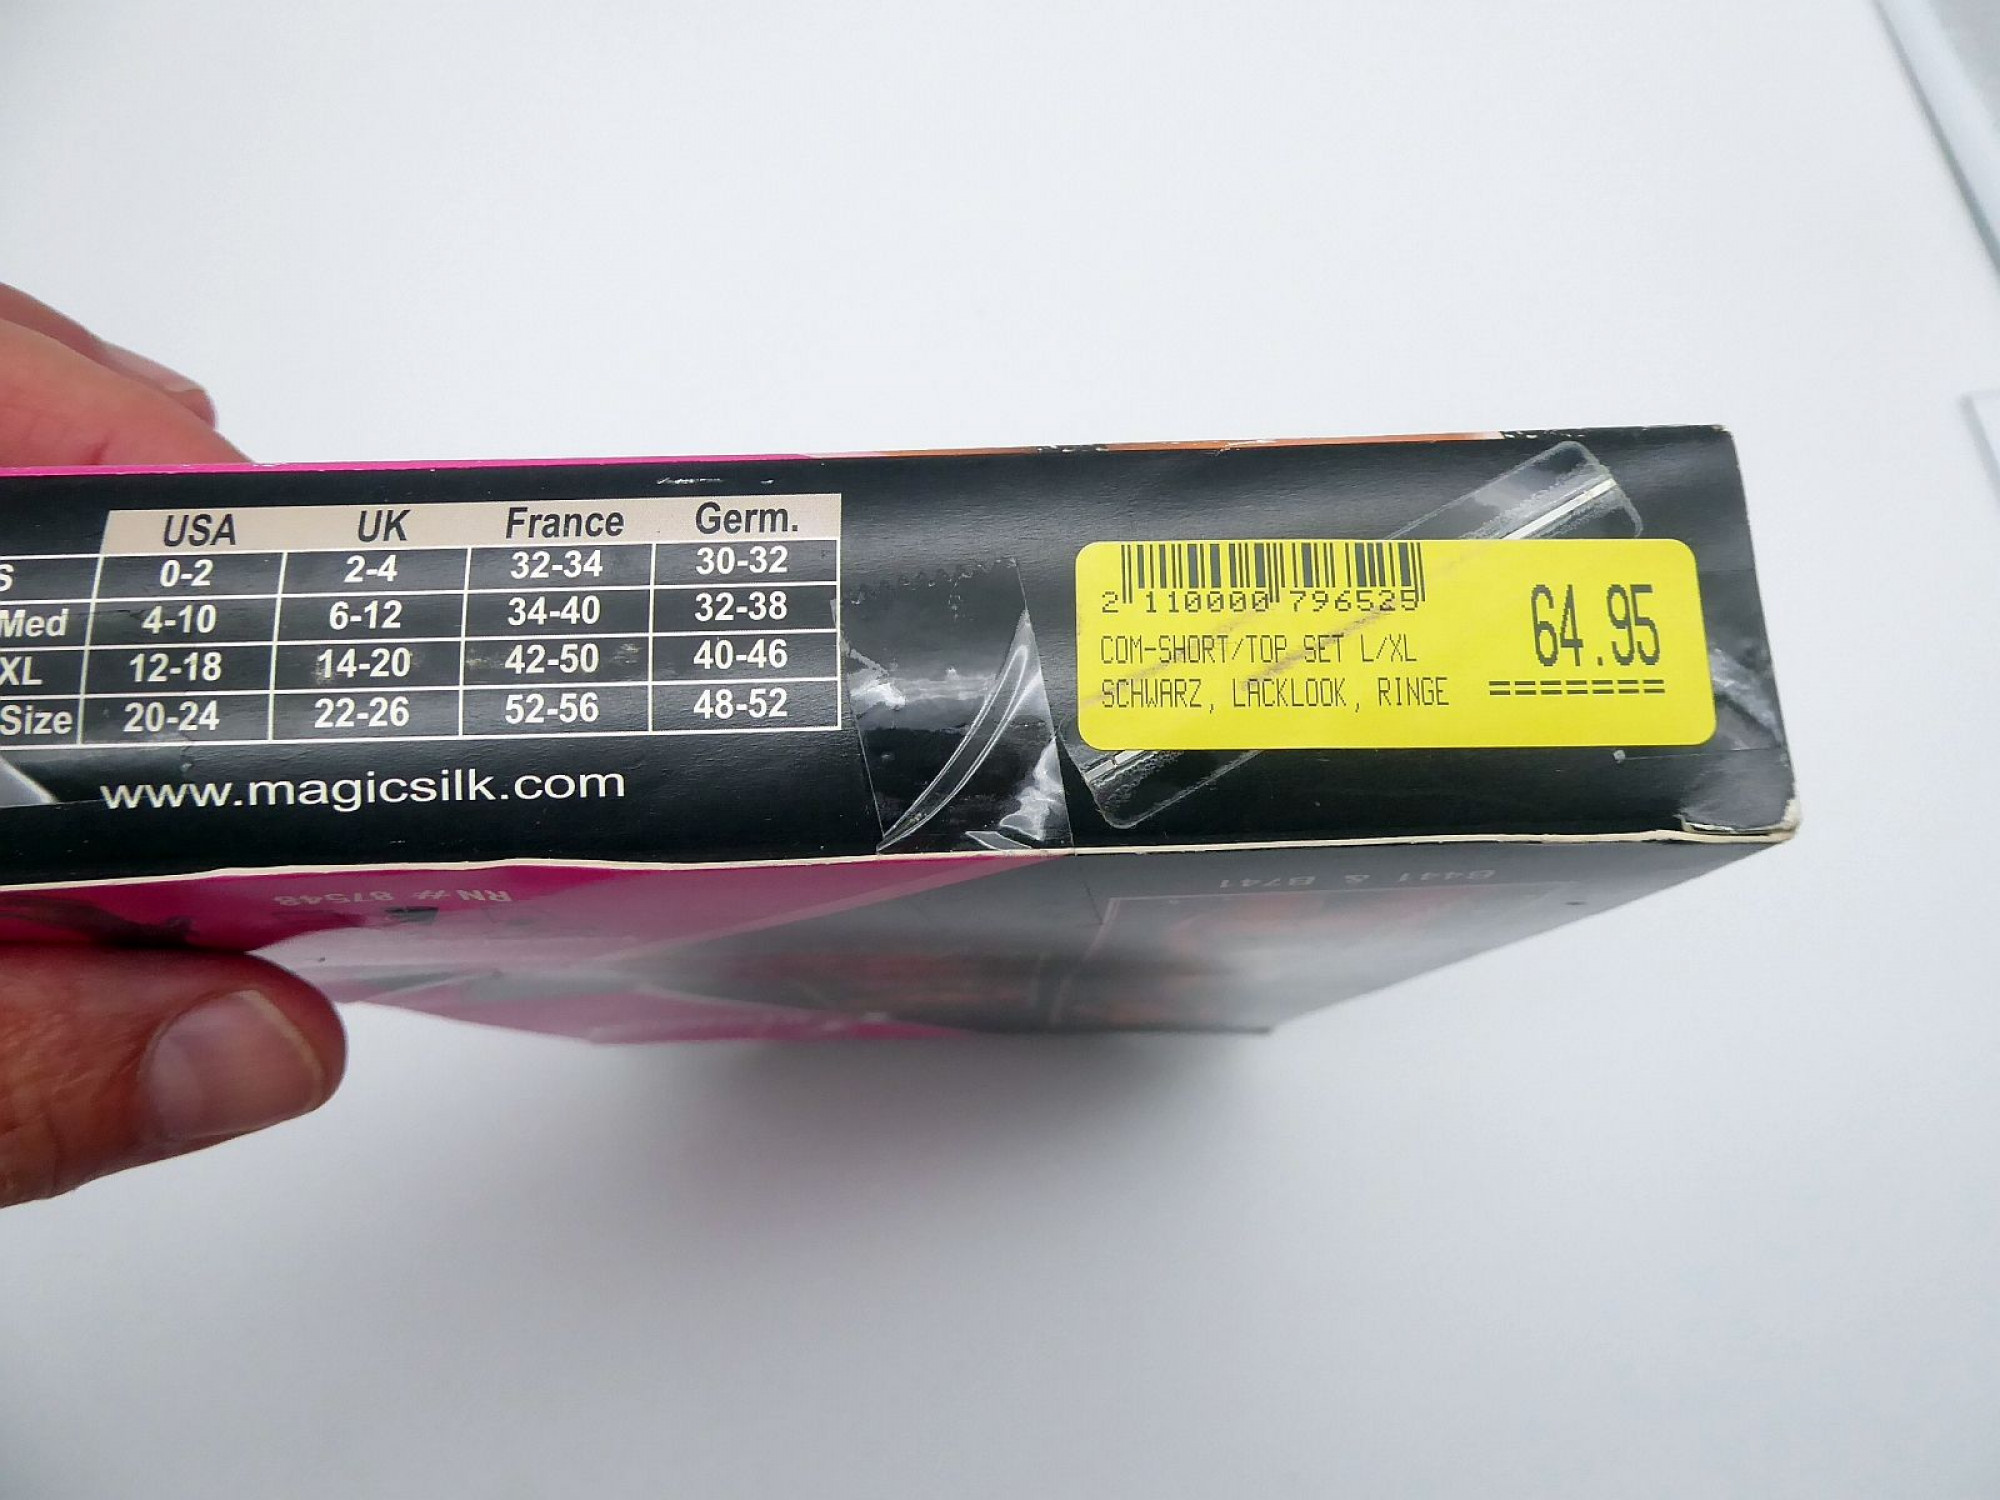 USA UK France Germ.
S 0-2 2-4 32-34 30-32
Med 4-10 6-12 34-40 32-38
XL 12-18 14-20 42-50 40-46
Size 20-24 22-26 52-56 48-52
www.magicsilk.com
2 110000 796525
64.95
COM-SHORT/TOP SET L/XL
SCHWARZ, LACKLOOK, RINGE =======
RN # 87548
B441 & B741